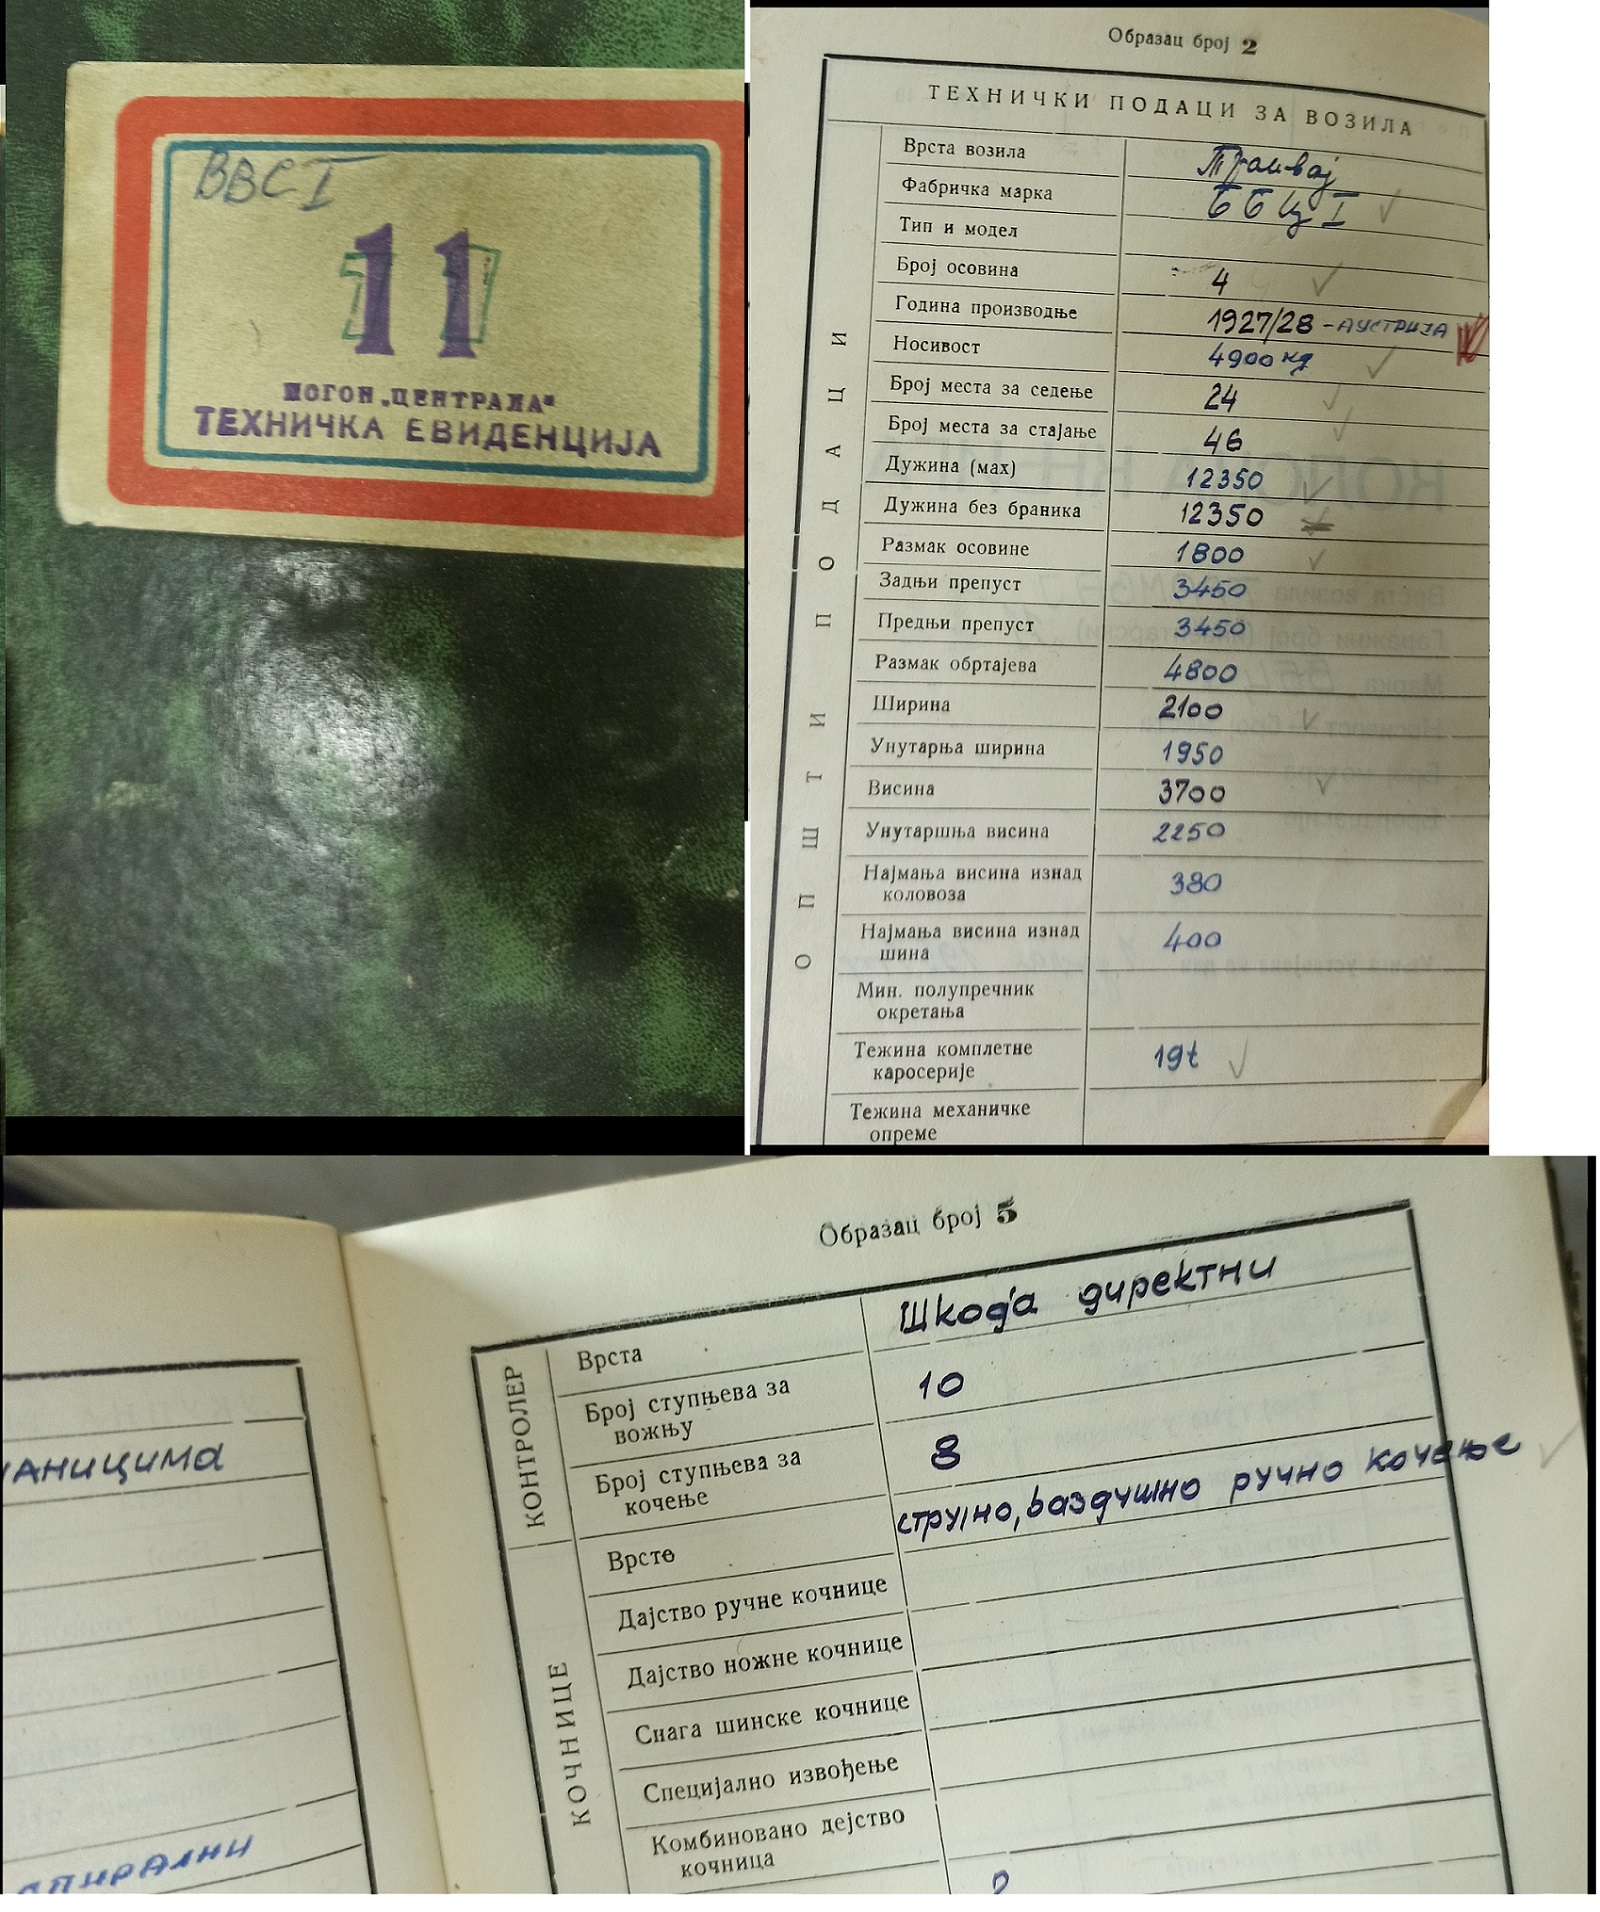 ВВС I
11
ПОГОН „ЦЕНТРАЛА“
ТЕХНИЧКА ЕВИДЕНЦИЈА
Образац број 2
ТЕХНИЧКИ ПОДАЦИ ЗА ВОЗИЛА
ОПШТИ ПОДАЦИ
Врста возила Трамвај
Фабричка марка ББЦ I
Тип и модел
Број осовина 4
Година производње 1927/28 - АУСТРИЈА
Носивост 4900 кд
Број места за седење 24
Број места за стајање 46
Дужина (мах) 12350
Дужина без браника 12350
Размак осовине 1800
Задњи препуст 3450
Предњи препуст 3450
Размак обртајева 4800
Ширина 2100
Унутарња ширина 1950
Висина 3700
Унутаршња висина 2250
Најмања висина изнад
коловоза 380
Најмања висина изнад
шина 400
Мин. полупречник
окретања
Тежина комплетне
каросерије 19t
Тежина механичке
опреме
Образац број 5
КОНТРОЛЕР
Врста Шкода директни
Број ступњева за
вожњу 10
Број ступњева за
кочење 8
КОЧНИЦЕ
Врсте струјно, ваздушно ручно кочење
Дајство ручне кочнице
Дајство ножне кочнице
Снага шинске кочнице
Специјално извођење
Комбиновано дејство
кочница